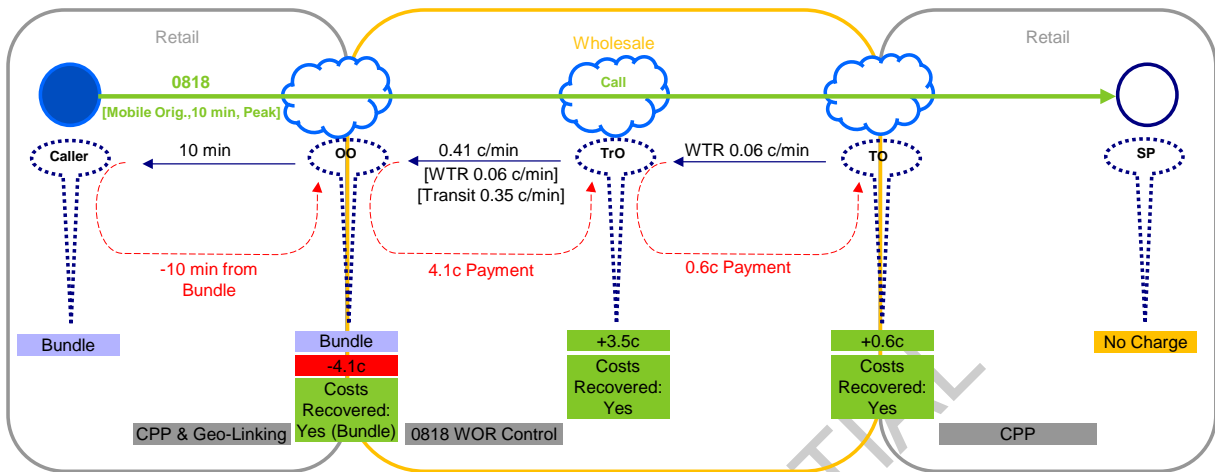 Retail
Wholesale
Retail
0818
Call
[Mobile Orig.,10 min, Peak]
Caller
10 min
OO
0.41 c/min
[WTR 0.06 c/min]
[Transit 0.35 c/min]
TrO
WTR 0.06 c/min
TO
SP
-10 min from
Bundle
4.1c Payment
0.6c Payment
Bundle
Bundle
-4.1c
Costs
Recovered:
Yes (Bundle)
+3.5c
Costs
Recovered:
Yes
+0.6c
Costs
Recovered:
Yes
No Charge
CPP & Geo-Linking
0818 WOR Control
CPP
TIAL